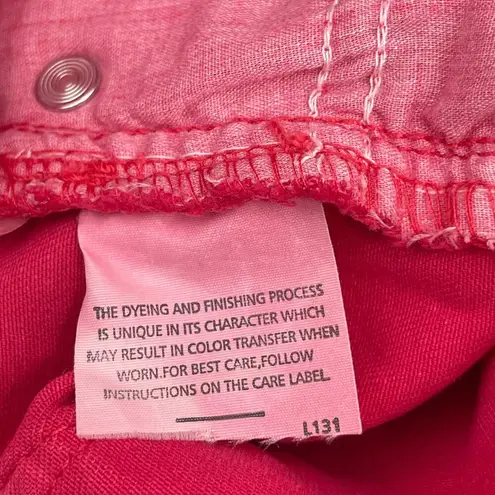 THE DYEING AND FINISHING PROCESS
IS UNIQUE IN ITS CHARACTER WHICH
MAY RESULT IN COLOR TRANSFER WHEN
WORN.FOR BEST CARE,FOLLOW
INSTRUCTIONS ON THE CARE LABEL.
L131